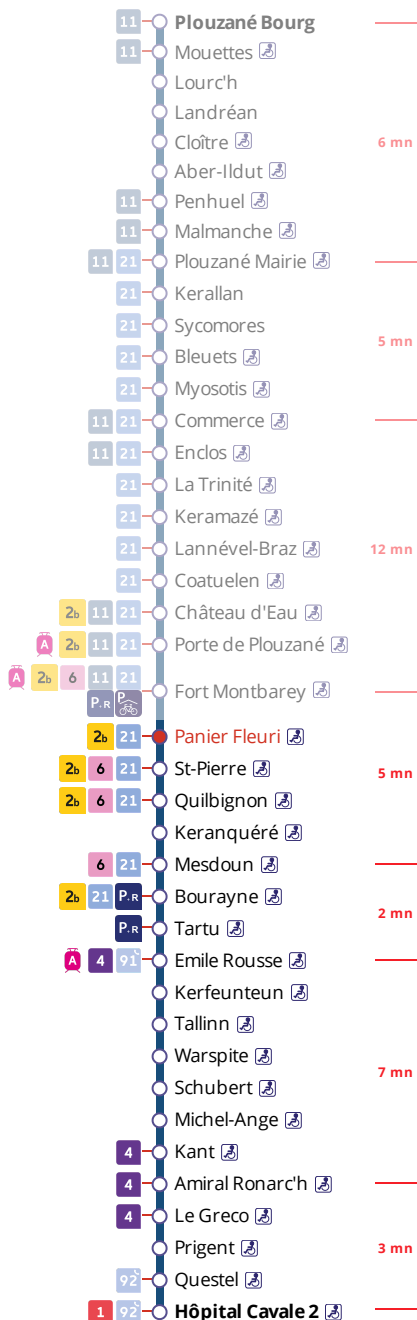 11 Plouzané Bourg
11 Mouettes
Lourc'h
Landréan
Cloître
6 mn
Aber-Ildut
11 Penhuel
11 Malmanche
11 21 Plouzané Mairie
21 Kerallan
21 Sycomores
5 mn
21 Bleuets
21 Myosotis
11 21 Commerce
11 21 Enclos
21 La Trinité
21 Keramazé
21 Lannével-Braz
12 mn
21 Coatuelen
2b 11 21 Château d'Eau
A 2b 11 21 Porte de Plouzané
A 2b 6 11 21
P+R P Fort Montbarey
2b 21 Panier Fleuri
2b 6 21 St-Pierre
5 mn
2b 6 21 Quilbignon
Keranquéré
6 21 Mesdoun
2b 21 P+R Bourayne
2 mn
P+R Tartu
A 4 91 Emile Rousse
Kerfeunteun
Tallinn
Warspite
7 mn
Schubert
Michel-Ange
4 Kant
4 Amiral Ronarc'h
4 Le Greco
Prigent
3 mn
92 Questel
1 92 Hôpital Cavale 2